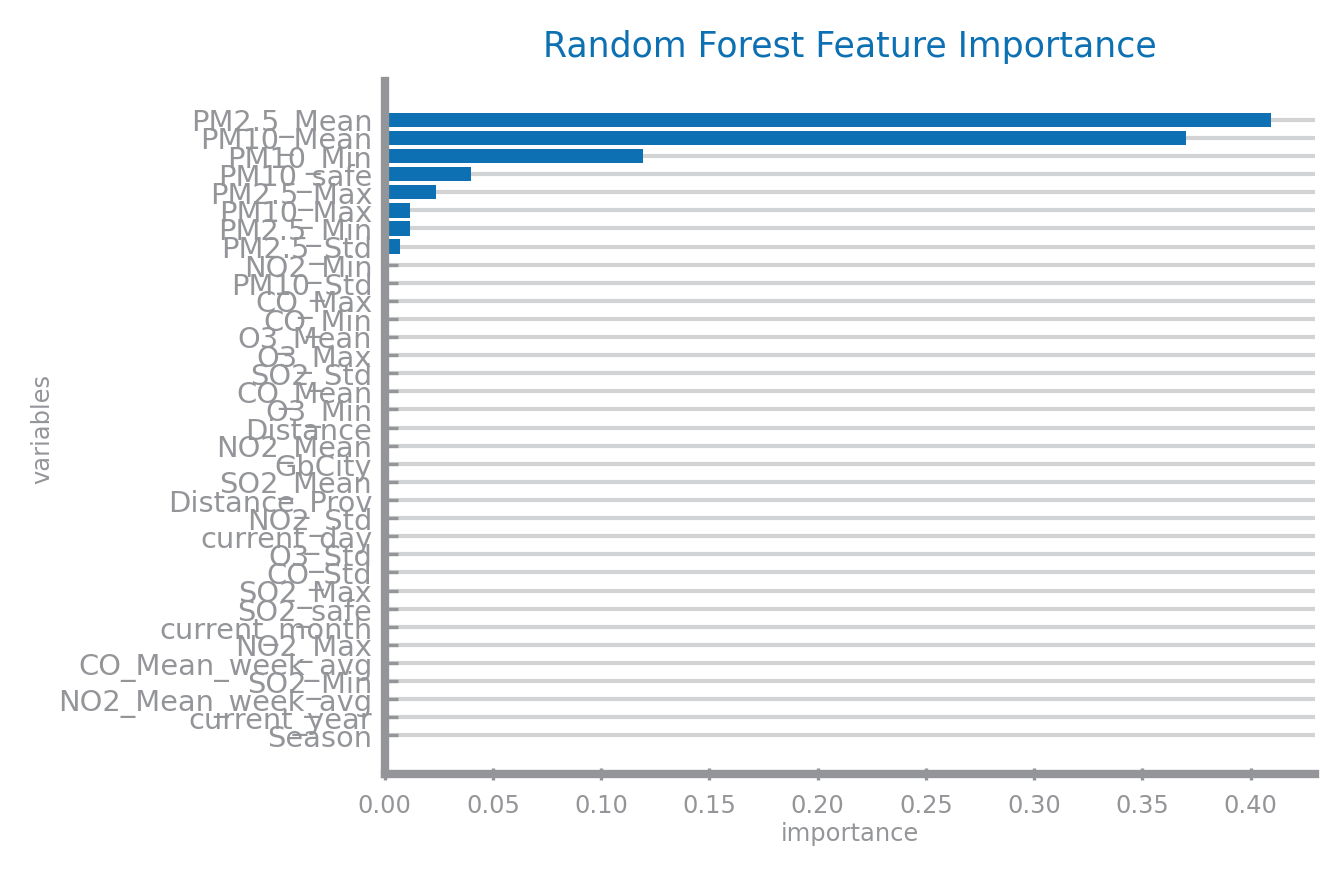 Random Forest Feature Importance
PM2.5_Mean
PM10_Mean
PM10_Min
PM10_safe
PM2.5_Max
PM10_Max
PM2.5_Min
PM2.5_Std
NO2_Min
PM10_Std
CO_Max
CO_Min
O3_Mean
O3_Max
SO2_Std
CO_Mean
O3_Min
Distance
NO2_Mean
GbCity
SO2_Mean
Distance_Prov
NO2_Std
current_day
O3_Std
CO_Std
SO2_Max
SO2_safe
current_month
NO2_Max
CO_Mean_week_avg
SO2_Min
NO2_Mean_week_avg
current_year
Season
variables
0.00 0.05 0.10 0.15 0.20 0.25 0.30 0.35 0.40
importance